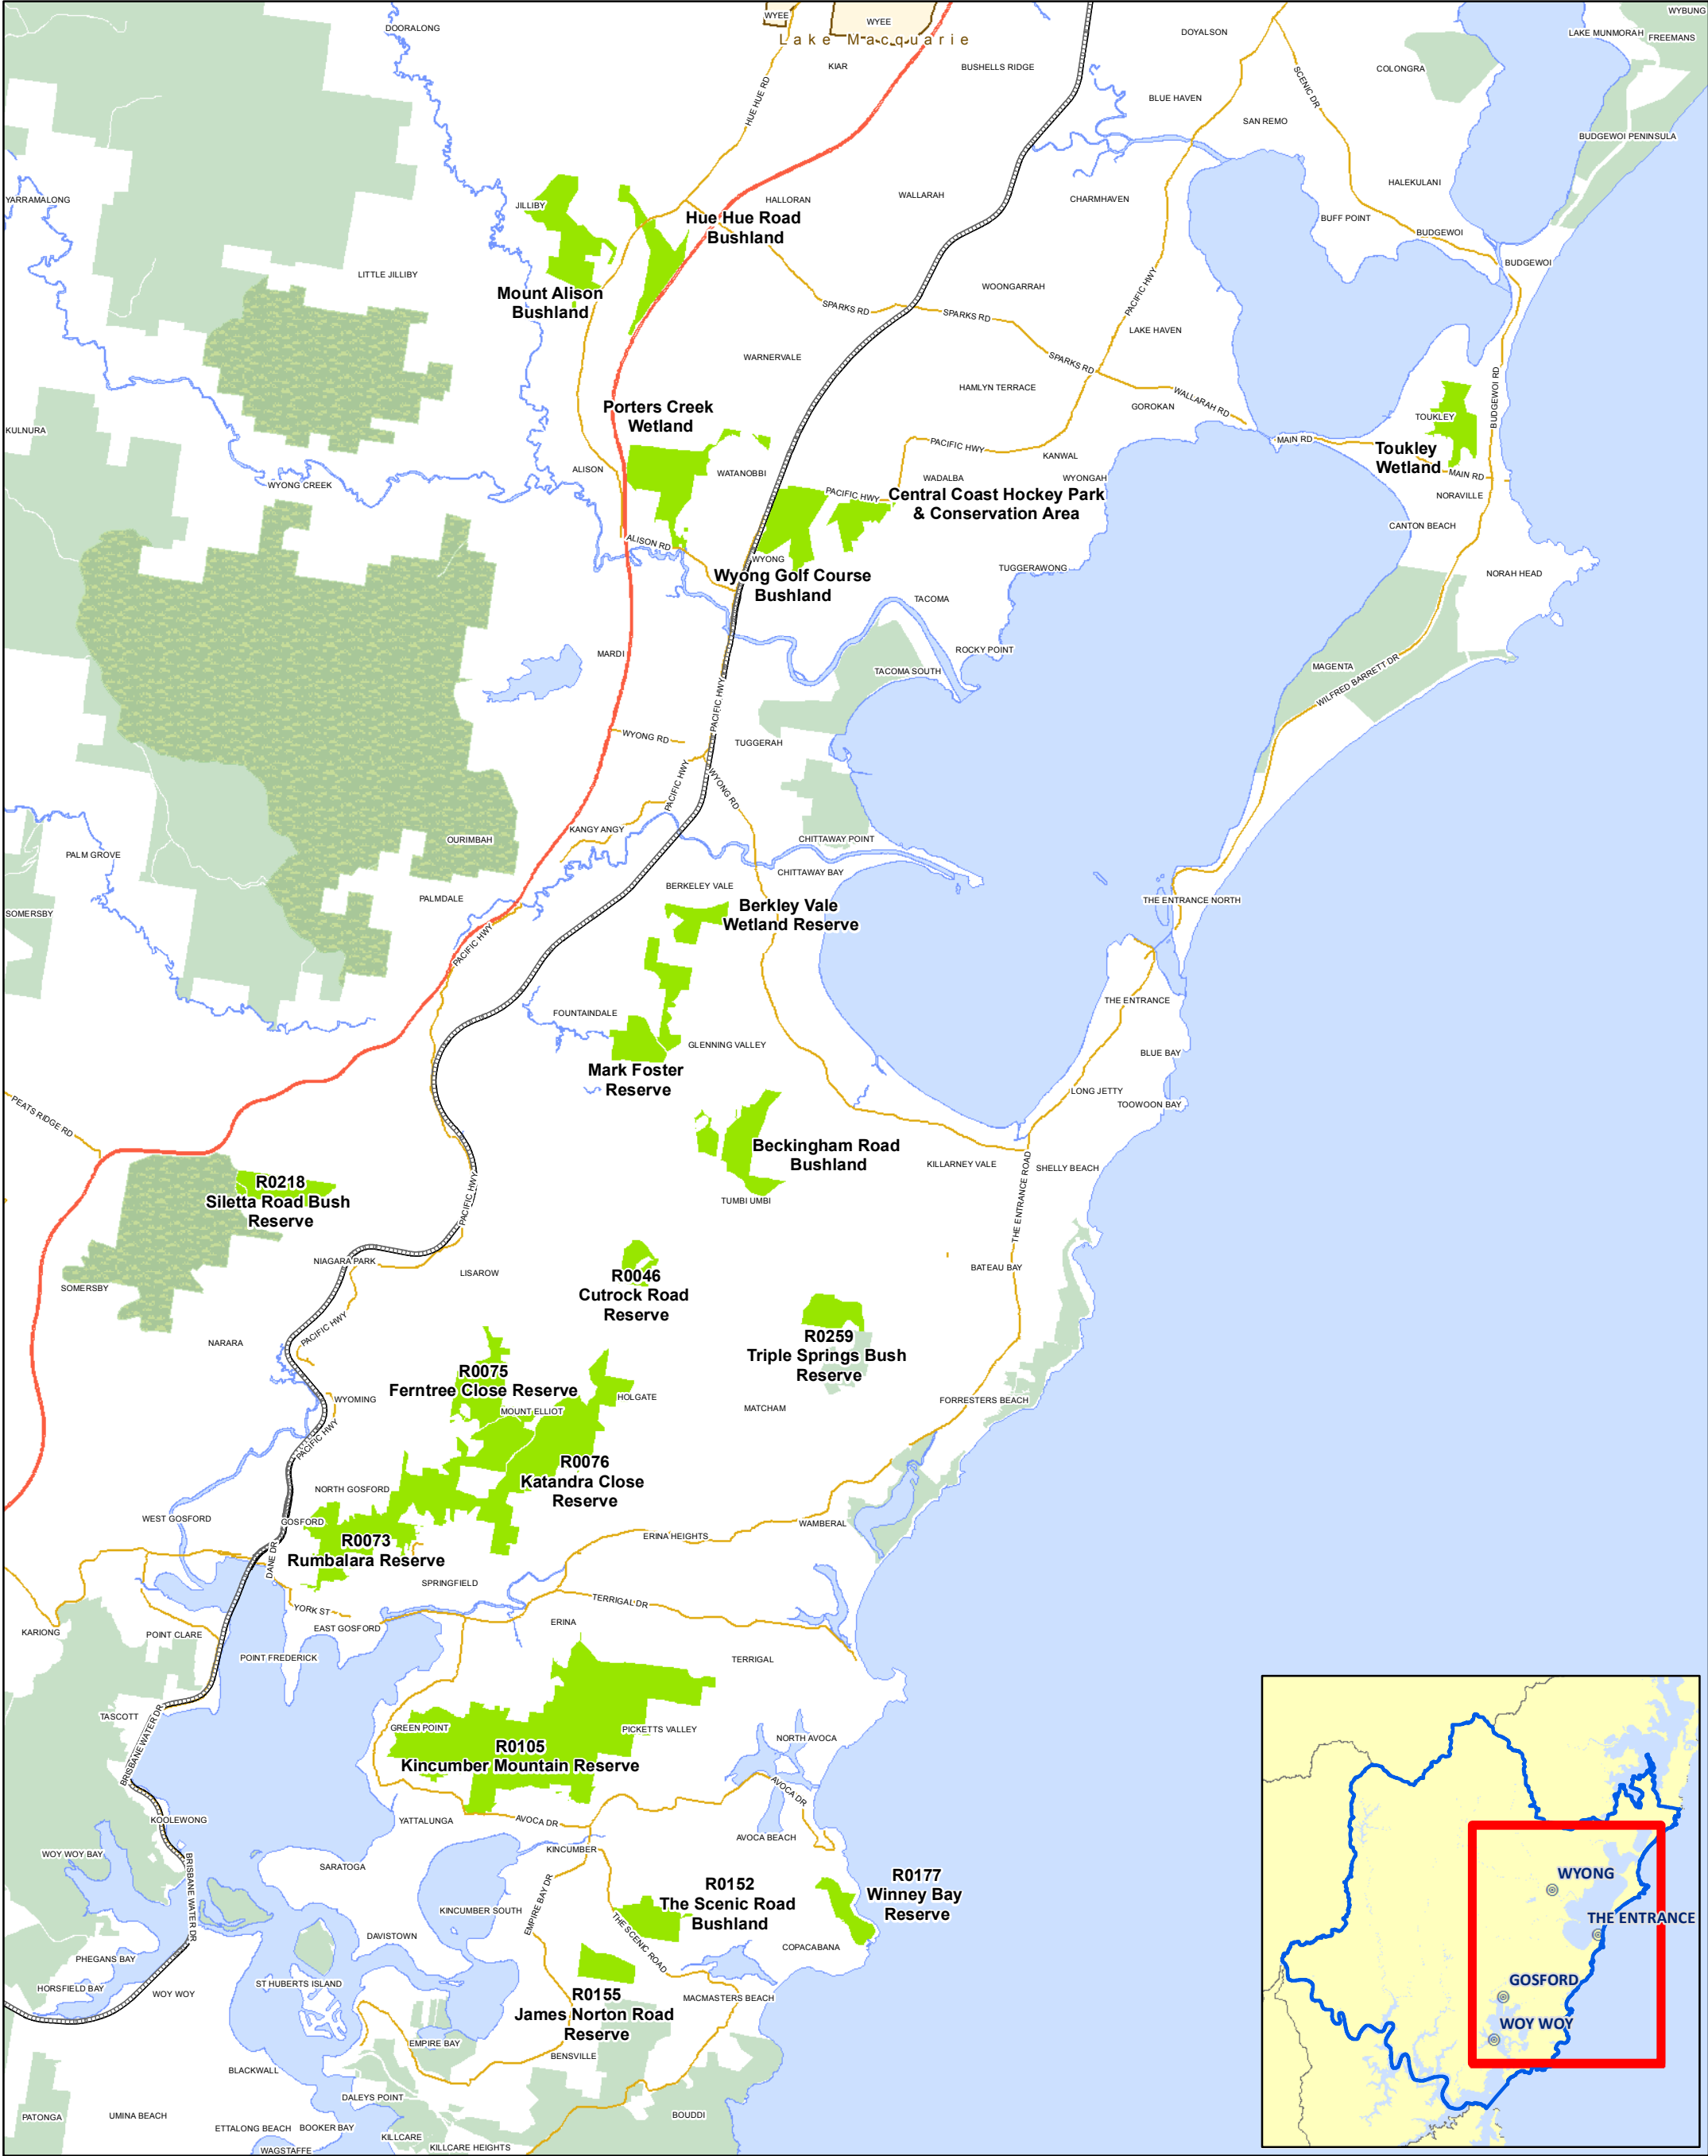 DOORALONG
WYEE
WYEE
Lake Macquarie
DOYALSON
WYBUNG
LAKE MUNMORAH
FREEMANS
KIAR
BUSHELLS RIDGE
COLONGRA
HUE HUE RD
SCENIC DR
BLUE HAVEN
SAN REMO
BUDGEWOI PENINSULA
YARRAMALONG
JILLIBY
HALLORAN
WALLARAH
CHARMHAVEN
HALEKULANI
Hue Hue Road
Bushland
BUFF POINT
BUDGEWOI
BUDGEWOI
LITTLE JILLIBY
Mount Alison
Bushland
WOONGARRAH
PACIFIC HWY
SPARKS RD
SPARKS RD
LAKE HAVEN
WARNERVALE
SPARKS RD
HAMLYN TERRACE
WALLARAH RD
GOROKAN
BUDGEWOI RD
Porters Creek
Wetland
TOUKLEY
KULNURA
MAIN RD
Toukley
Wetland
MAIN RD
PACIFIC HWY
KANWAL
ALISON
WATANOBBI
WADALBA
WYONGAH
WYONG CREEK
PACIFIC HWY
Central Coast Hockey Park
& Conservation Area
NORAVILLE
CANTON BEACH
ALISON RD
WYONG
Wyong Golf Course
Bushland
TUGGERAWONG
NORAH HEAD
TACOMA
MARDI
ROCKY POINT
TACOMA SOUTH
MAGENTA
WILFRED BARRETT DR
PACIFIC HWY
WYONG RD
TUGGERAH
PACIFIC HWY
WYONG RD
KANGY ANGY
OURIMBAH
CHITTAWAY POINT
PALM GROVE
CHITTAWAY BAY
BERKELEY VALE
PALMDALE
THE ENTRANCE NORTH
SOMERSBY
Berkley Vale
Wetland Reserve
PACIFIC HWY
THE ENTRANCE
FOUNTAINDALE
GLENNING VALLEY
BLUE BAY
Mark Foster
Reserve
LONG JETTY
TOOWOON BAY
PEATS RIDGE RD
Beckingham Road
Bushland
KILLARNEY VALE
SHELLY BEACH
R0218
Siletta Road Bush
Reserve
PACIFIC HWY
THE ENTRANCE ROAD
TUMBI UMBI
NIAGARA PARK
LISAROW
BATEAU BAY
R0046
Cutrock Road
Reserve
SOMERSBY
PACIFIC HWY
NARARA
R0259
Triple Springs Bush
Reserve
R0075
Ferntree Close Reserve
WYOMING
HOLGATE
MOUNT ELLIOT
MATCHAM
FORRESTERS BEACH
PACIFIC HWY
R0076
Katandra Close
Reserve
NORTH GOSFORD
WEST GOSFORD
GOSFORD
WAMBERAL
ERINA HEIGHTS
R0073
Rumbalara Reserve
DANE DR
SPRINGFIELD
TERRIGAL DR
YORK ST
ERINA
EAST GOSFORD
KARIONG
POINT CLARE
POINT FREDERICK
TERRIGAL
TASCOTT
GREEN POINT
PICKETTS VALLEY
NORTH AVOCA
R0105
Kincumber Mountain Reserve
BRISBANE WATER DR
AVOCA DR
KOOLEWONG
YATTALUNGA
AVOCA DR
AVOCA BEACH
WOY WOY BAY
KINCUMBER
SARATOGA
BRISBANE WATER DR
R0177
Winney Bay
Reserve
R0152
The Scenic Road
Bushland
EMPIRE BAY DR
KINCUMBER SOUTH
THE SCENIC ROAD
DAVISTOWN
COPACABANA
PHEGANS BAY
HORSFIELD BAY
ST HUBERTS ISLAND
WOY WOY
R0155
James Norton Road
Reserve
MACMASTERS BEACH
EMPIRE BAY
BENSVILLE
BLACKWALL
DALEYS POINT
PATONGA
UMINA BEACH
BOUDDI
ETTALONG BEACH
BOOKER BAY
KILLCARE
KILLCARE HEIGHTS
WAGSTAFFE
WYONG
THE ENTRANCE
GOSFORD
WOY WOY